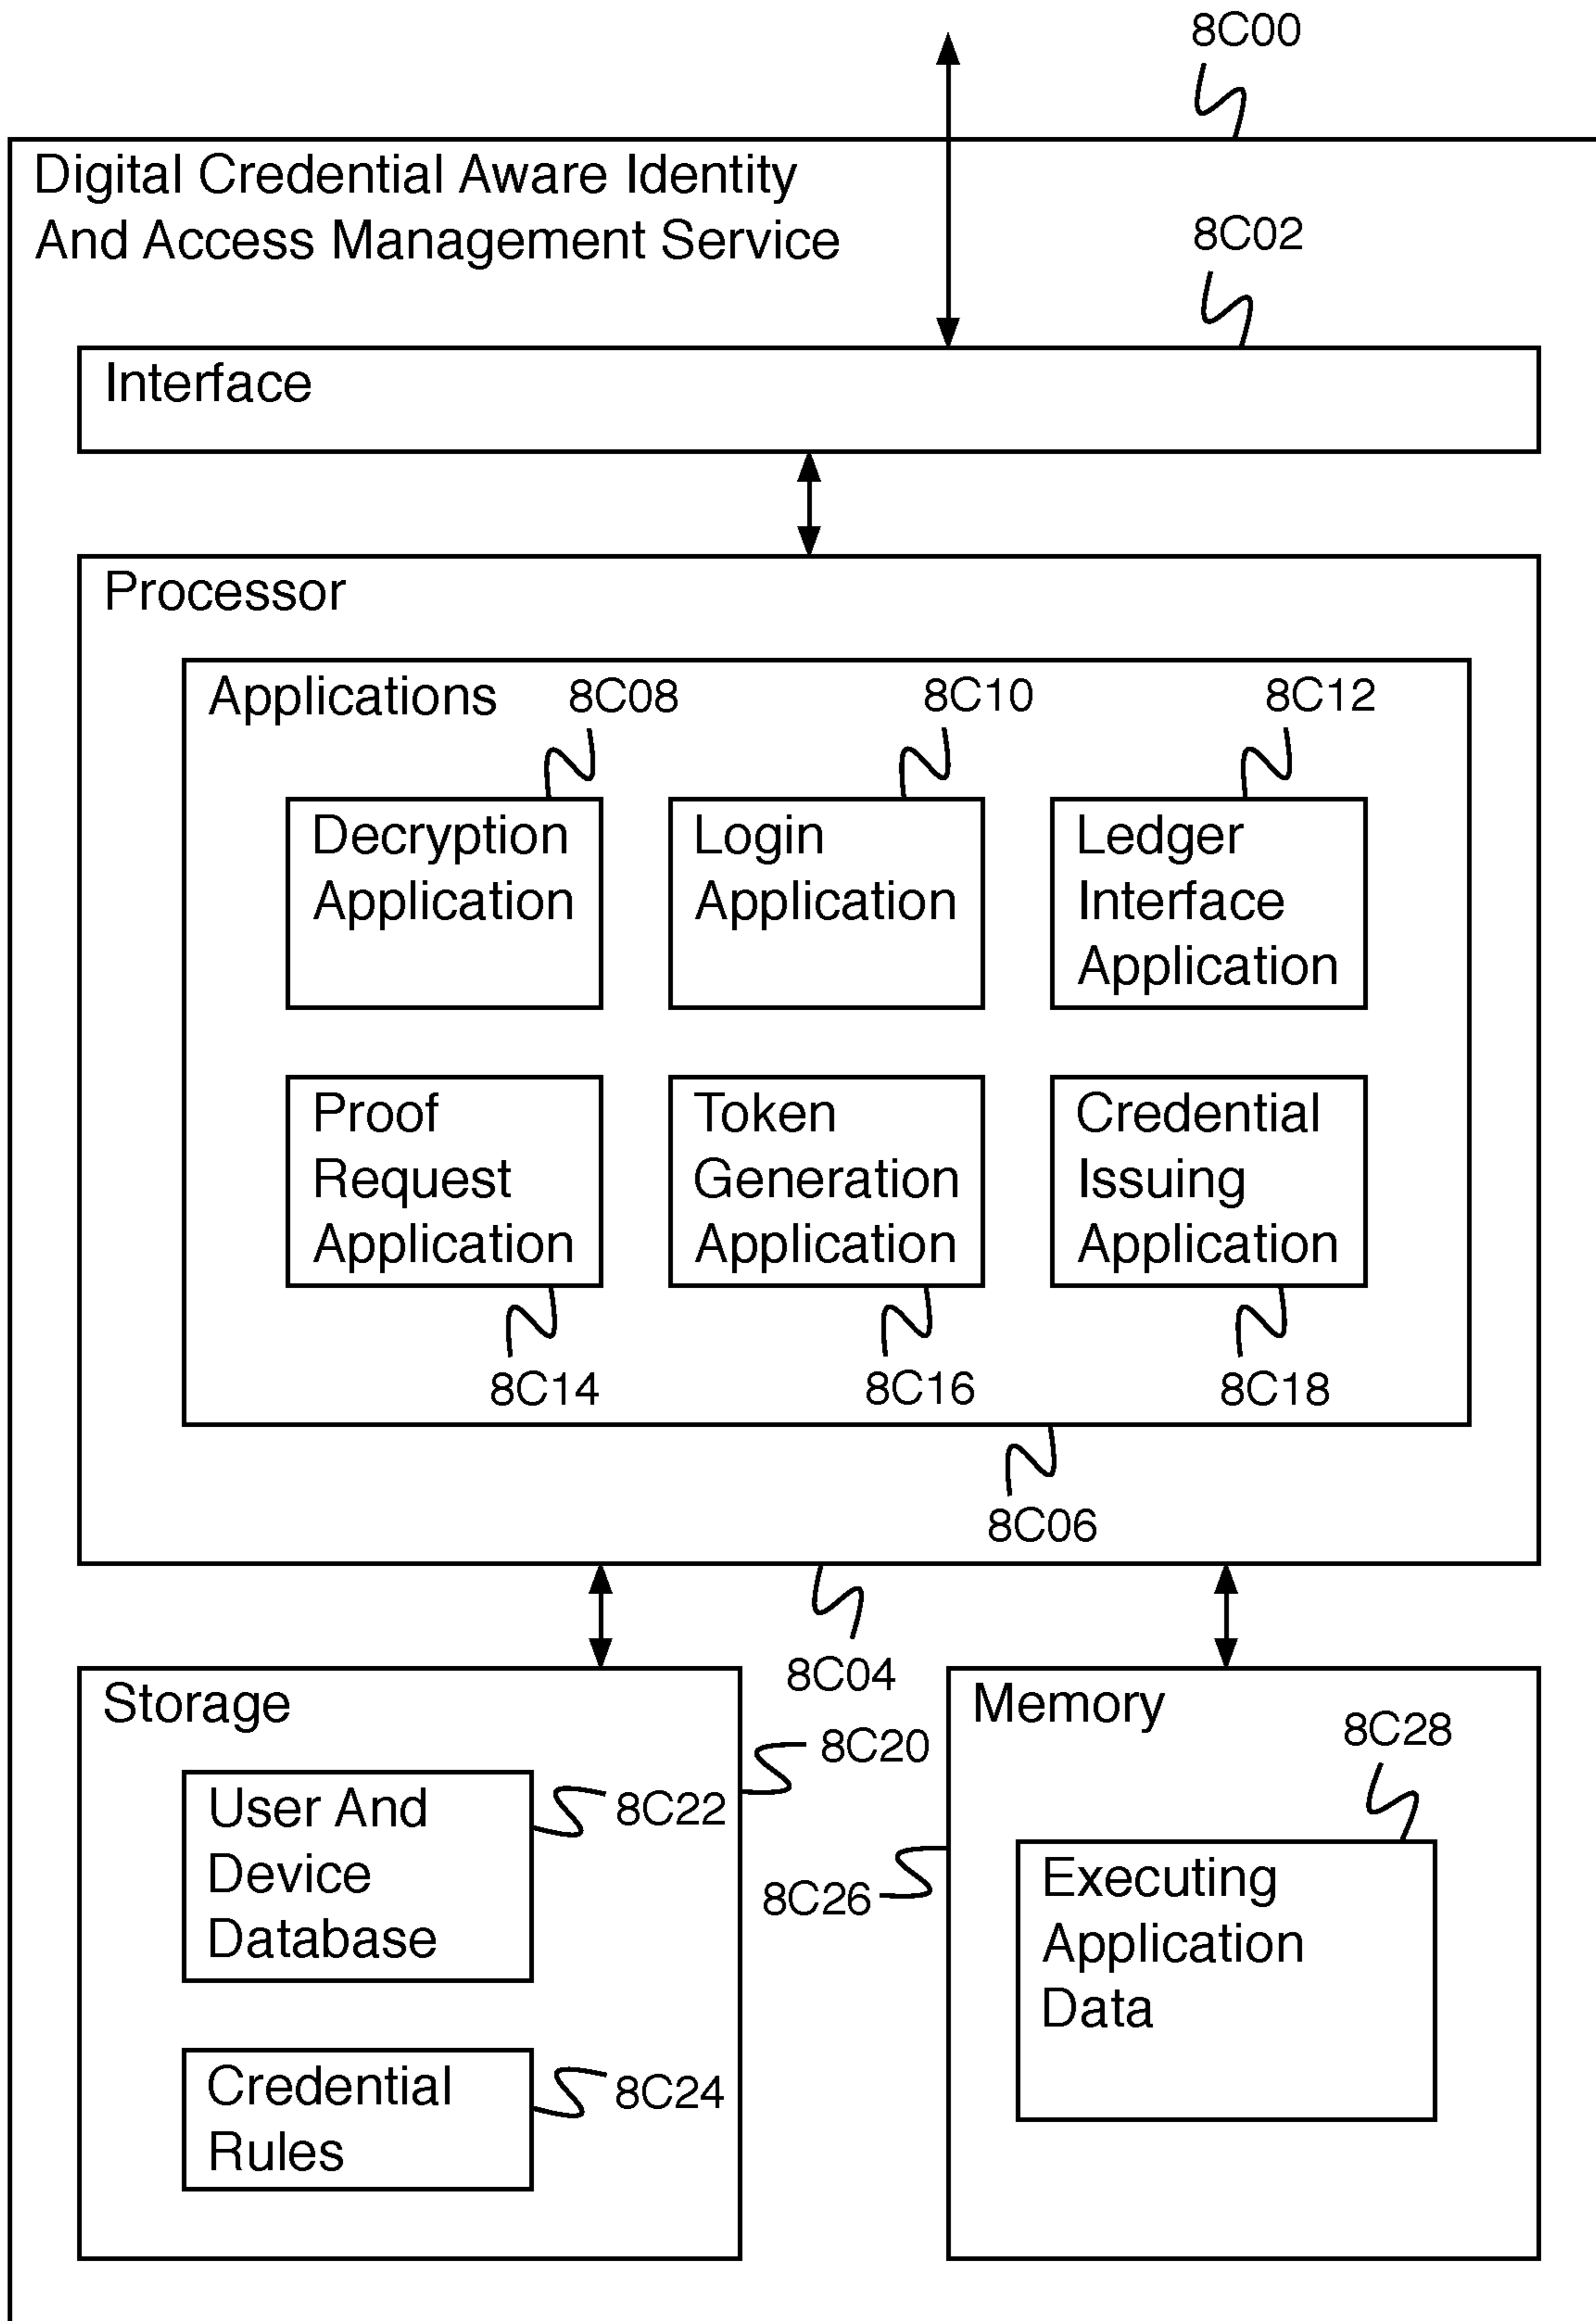 8C00
Digital Credential Aware Identity
And Access Management Service
8C02
Interface
Processor
Applications
8C08
8C10
8C12
Decryption
Application
Login
Application
Ledger
Interface
Application
Proof
Request
Application
Token
Generation
Application
Credential
Issuing
Application
8C14
8C16
8C18
8C06
8C04
Storage
8C20
User And
Device
Database
8C22
Credential
Rules
8C24
Memory
8C28
8C26
Executing
Application
Data